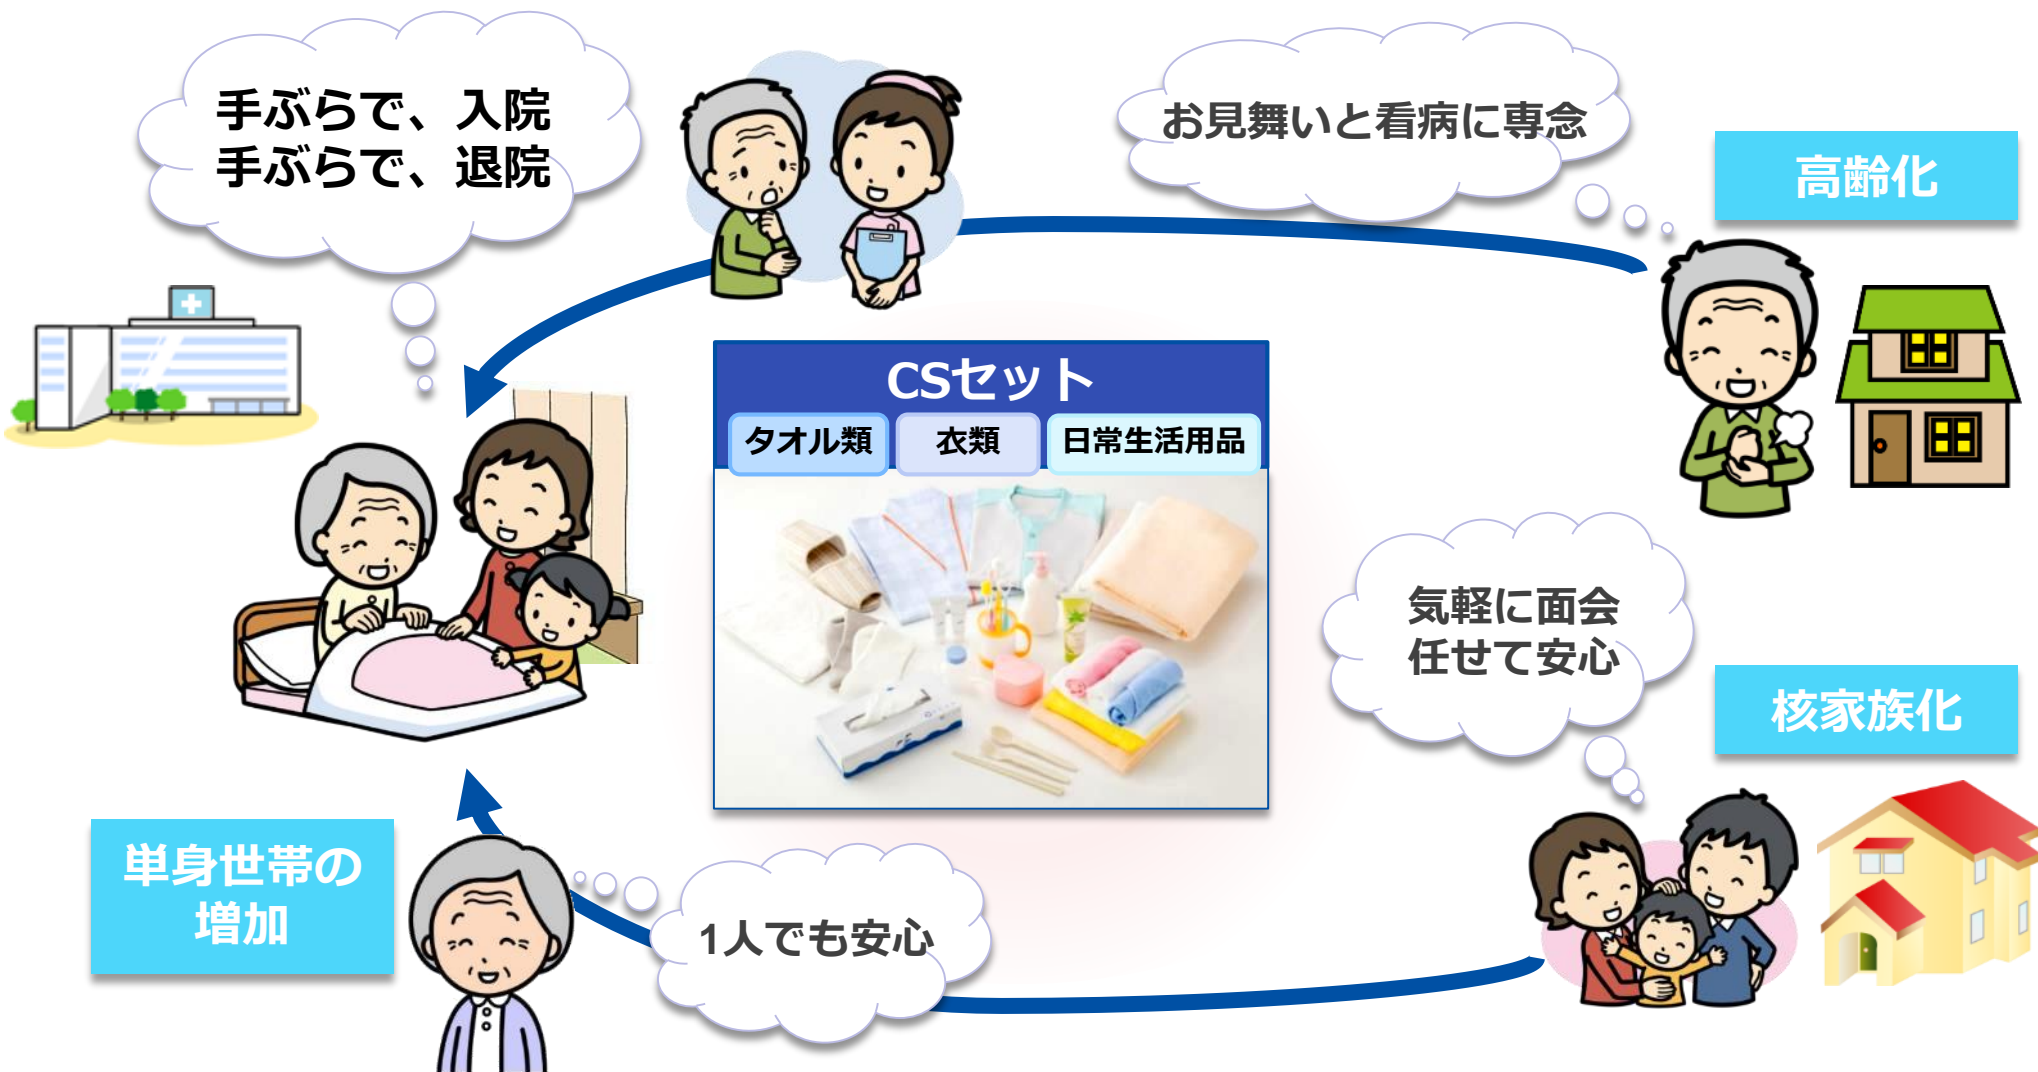 手ぶらで、入院
手ぶらで、退院
お見舞いと看病に専念
高齢化
CSセット
タオル類
衣類
日常生活用品
気軽に面会
任せて安心
核家族化
単身世帯の
増加
1人でも安心